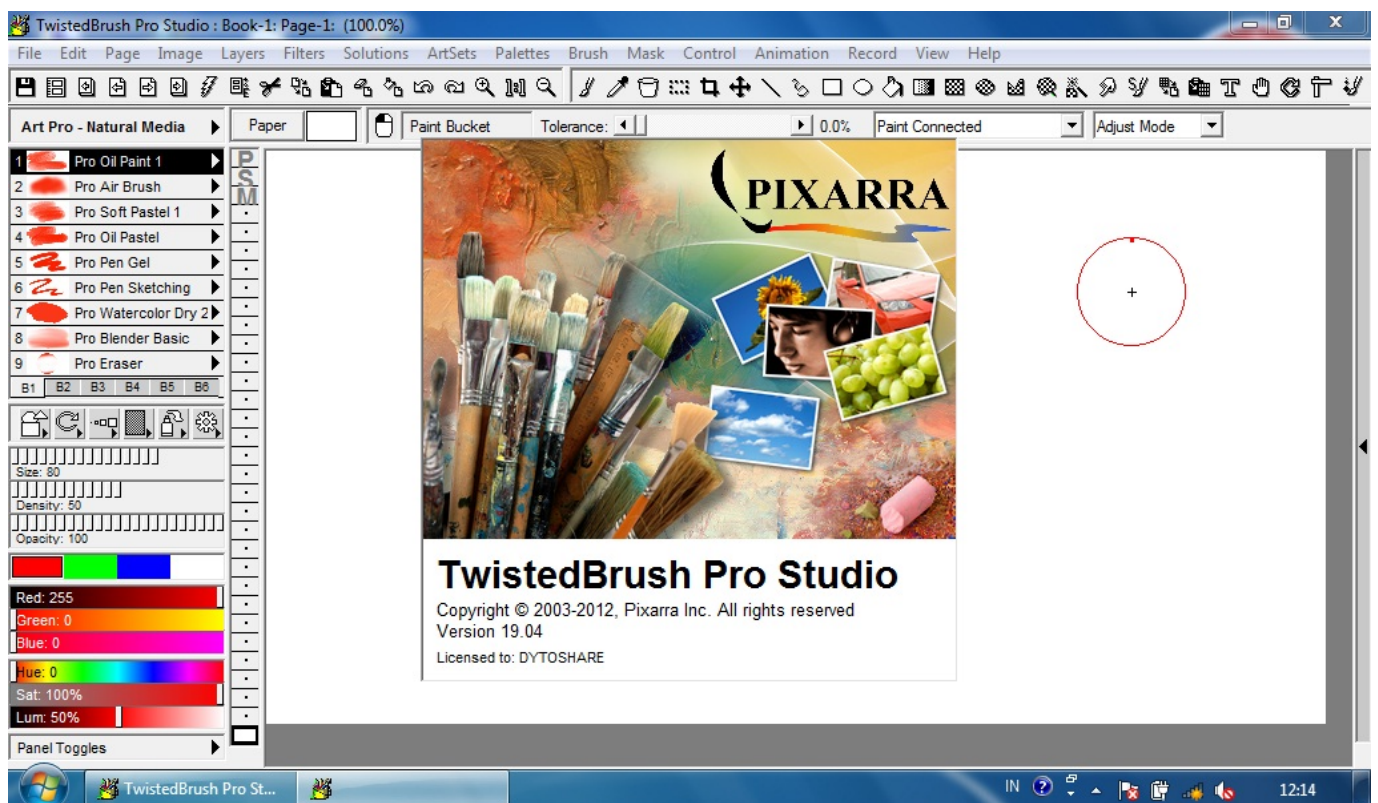 TwistedBrush Pro Studio : Book-1: Page-1: (100.0%)
File Edit Page Image Layers Filters Solutions ArtSets Palettes Brush Mask Control Animation Record View Help
Art Pro - Natural Media
Paper
Paint Bucket
Tolerance:
0.0%
Paint Connected
Adjust Mode
1 Pro Oil Paint 1
2 Pro Air Brush
3 Pro Soft Pastel 1
4 Pro Oil Pastel
5 Pro Pen Gel
6 Pro Pen Sketching
7 Pro Watercolor Dry 2
8 Pro Blender Basic
9 Pro Eraser
B1 B2 B3 B4 B5 B6
P
S
M
Size: 80
Density: 50
Opacity: 100
Red: 255
Green: 0
Blue: 0
Hue: 0
Sat: 100%
Lum: 50%
Panel Toggles
PIXARRA
TwistedBrush Pro Studio
Copyright © 2003-2012, Pixarra Inc. All rights reserved
Version 19.04
Licensed to: DYTOSHARE
TwistedBrush Pro St...
IN
12:14